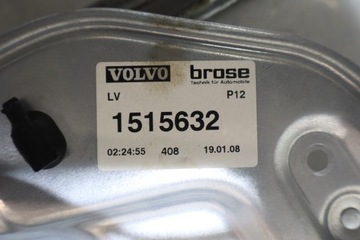 VOLVO brose
Technik für Automobile
LV P12
1515632
02:24:55 408 19.01.08